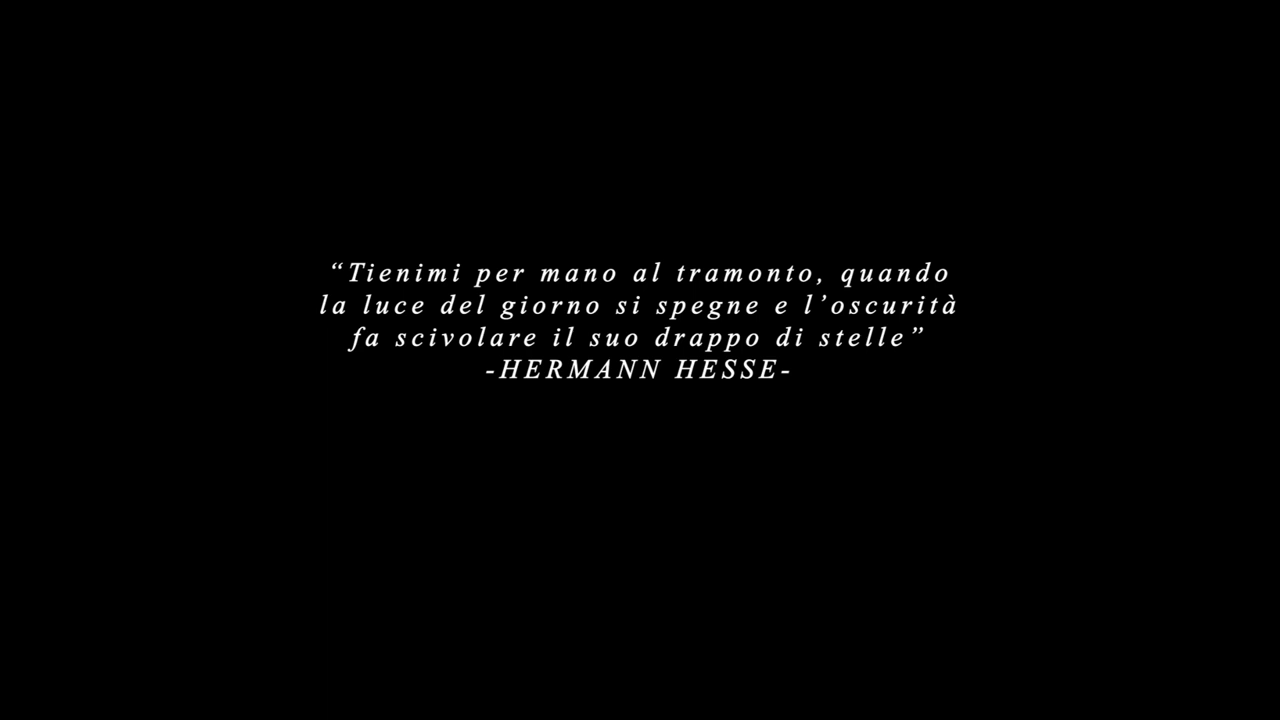 “Tienimi per mano al tramonto, quando
la luce del giorno si spegne e l’oscurità
fa scivolare il suo drappo di stelle”
-HERMANN HESSE-